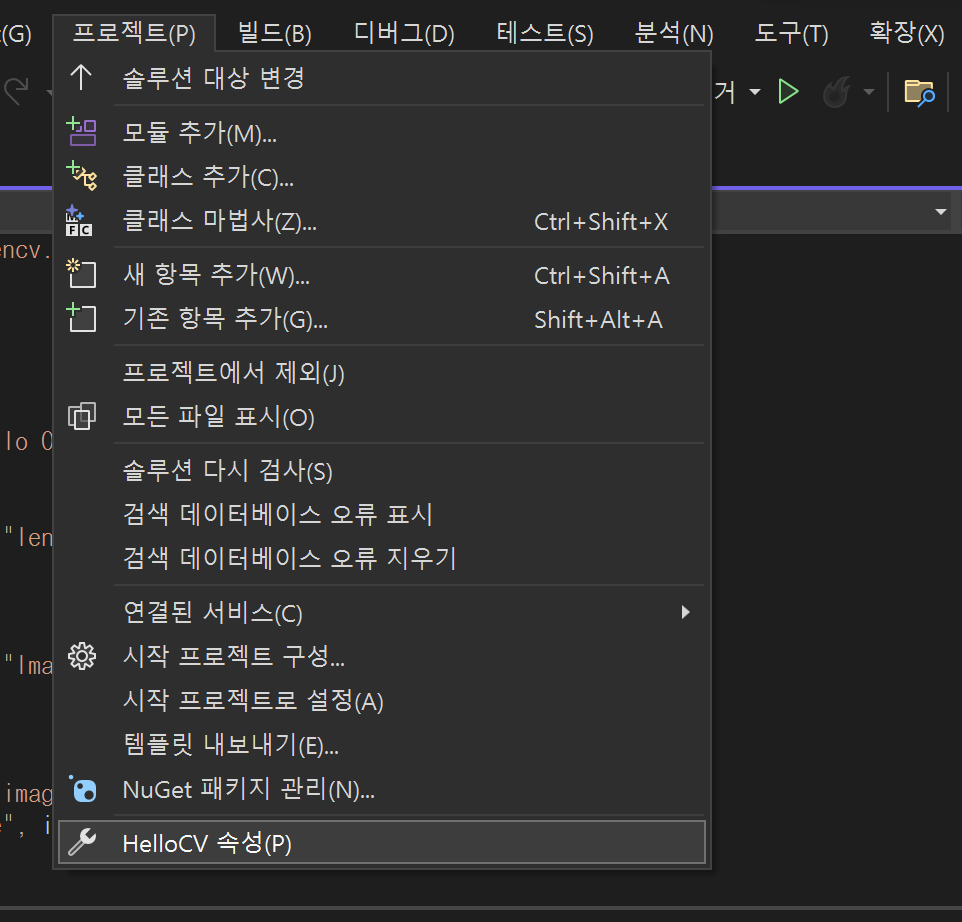 (G) 프로젝트(P) 빌드(B) 디버그(D) 테스트(S) 분석(N) 도구(T) 확장(X)
솔루션 대상 변경
거
모듈 추가(M)...
클래스 추가(C)...
클래스 마법사(Z)... Ctrl+Shift+X
encv.
새 항목 추가(W)... Ctrl+Shift+A
기존 항목 추가(G)... Shift+Alt+A
프로젝트에서 제외(J)
모든 파일 표시(O)
lo
솔루션 다시 검사(S)
검색 데이터베이스 오류 표시
"len
검색 데이터베이스 오류 지우기
연결된 서비스(C)
시작 프로젝트 구성...
"Ima
시작 프로젝트로 설정(A)
템플릿 내보내기(E)...
NuGet 패키지 관리(N)...
imag
", i
HelloCV 속성(P)